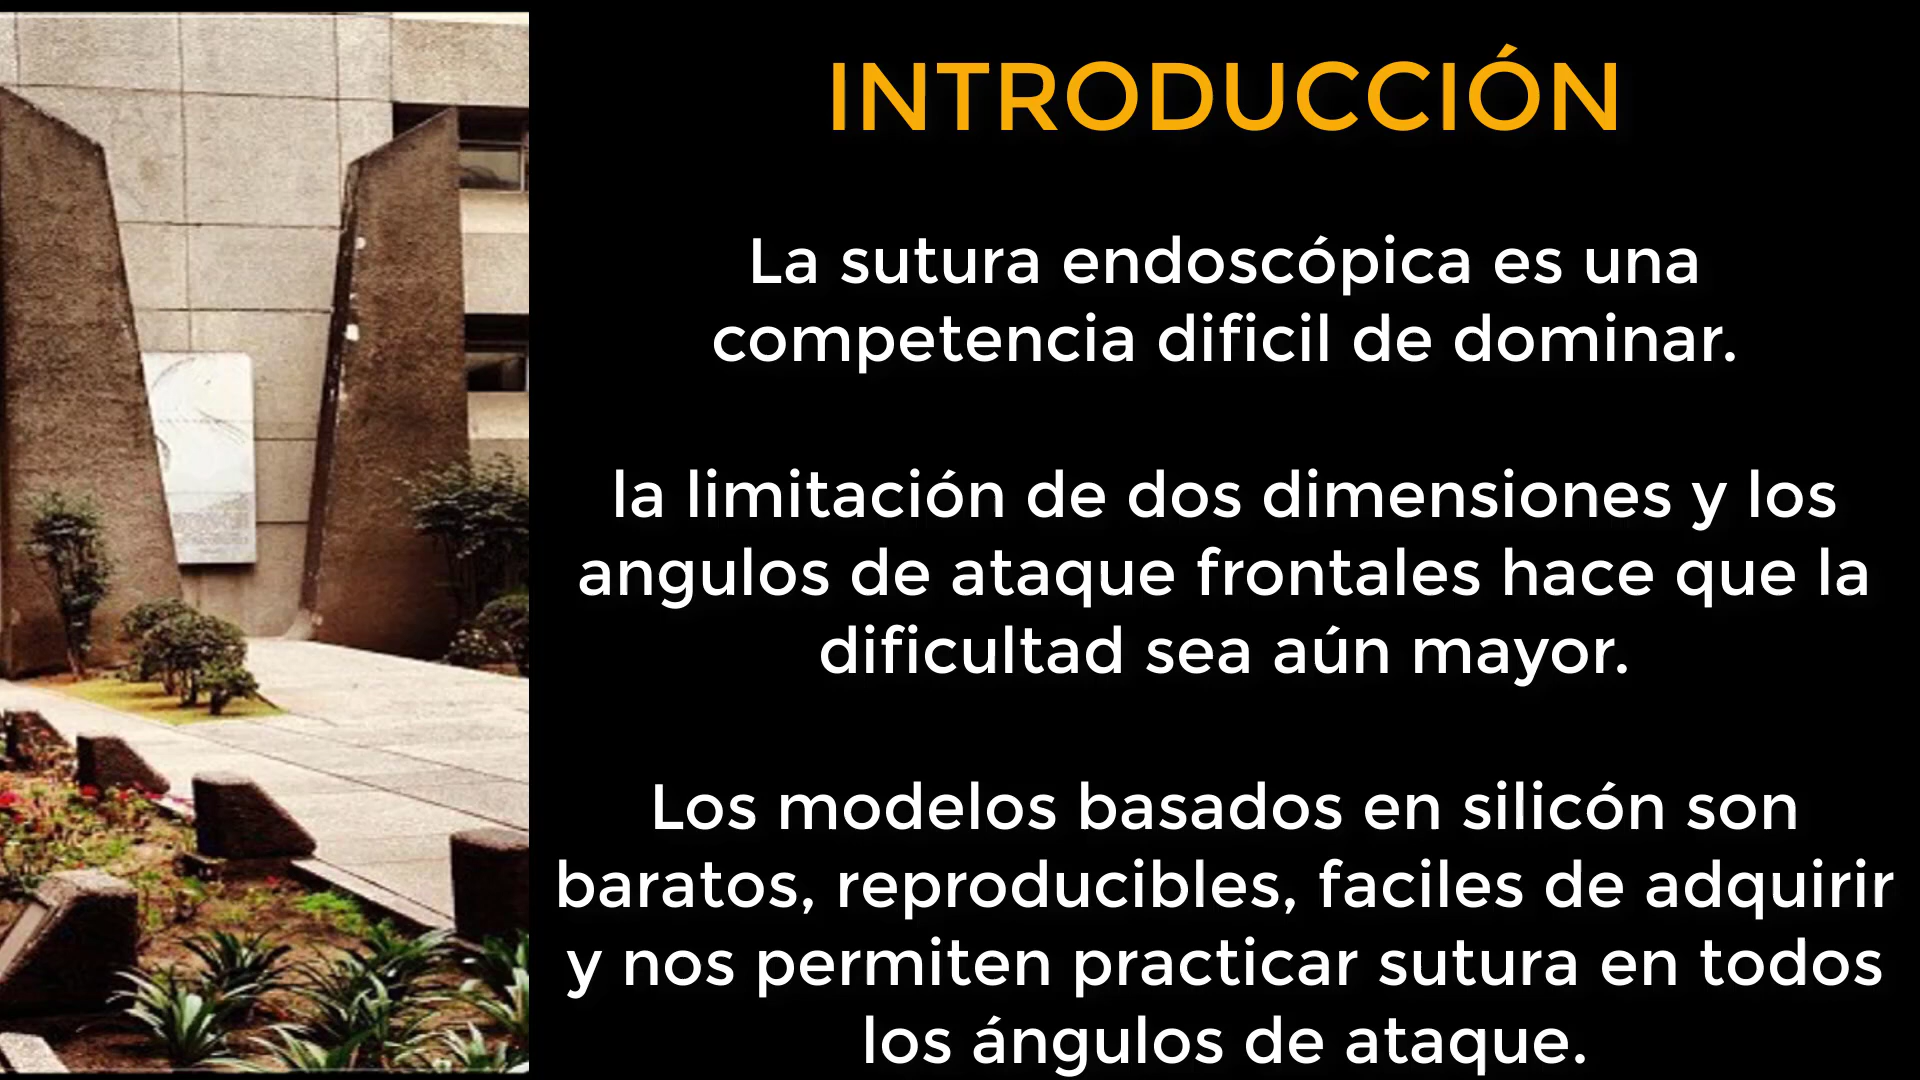 INTRODUCCIÓN
La sutura endoscópica es una
competencia dificil de dominar.
la limitación de dos dimensiones y los
angulos de ataque frontales hace que la
dificultad sea aún mayor.
Los modelos basados en silicón son
baratos, reproducibles, faciles de adquirir
y nos permiten practicar sutura en todos
los ángulos de ataque.